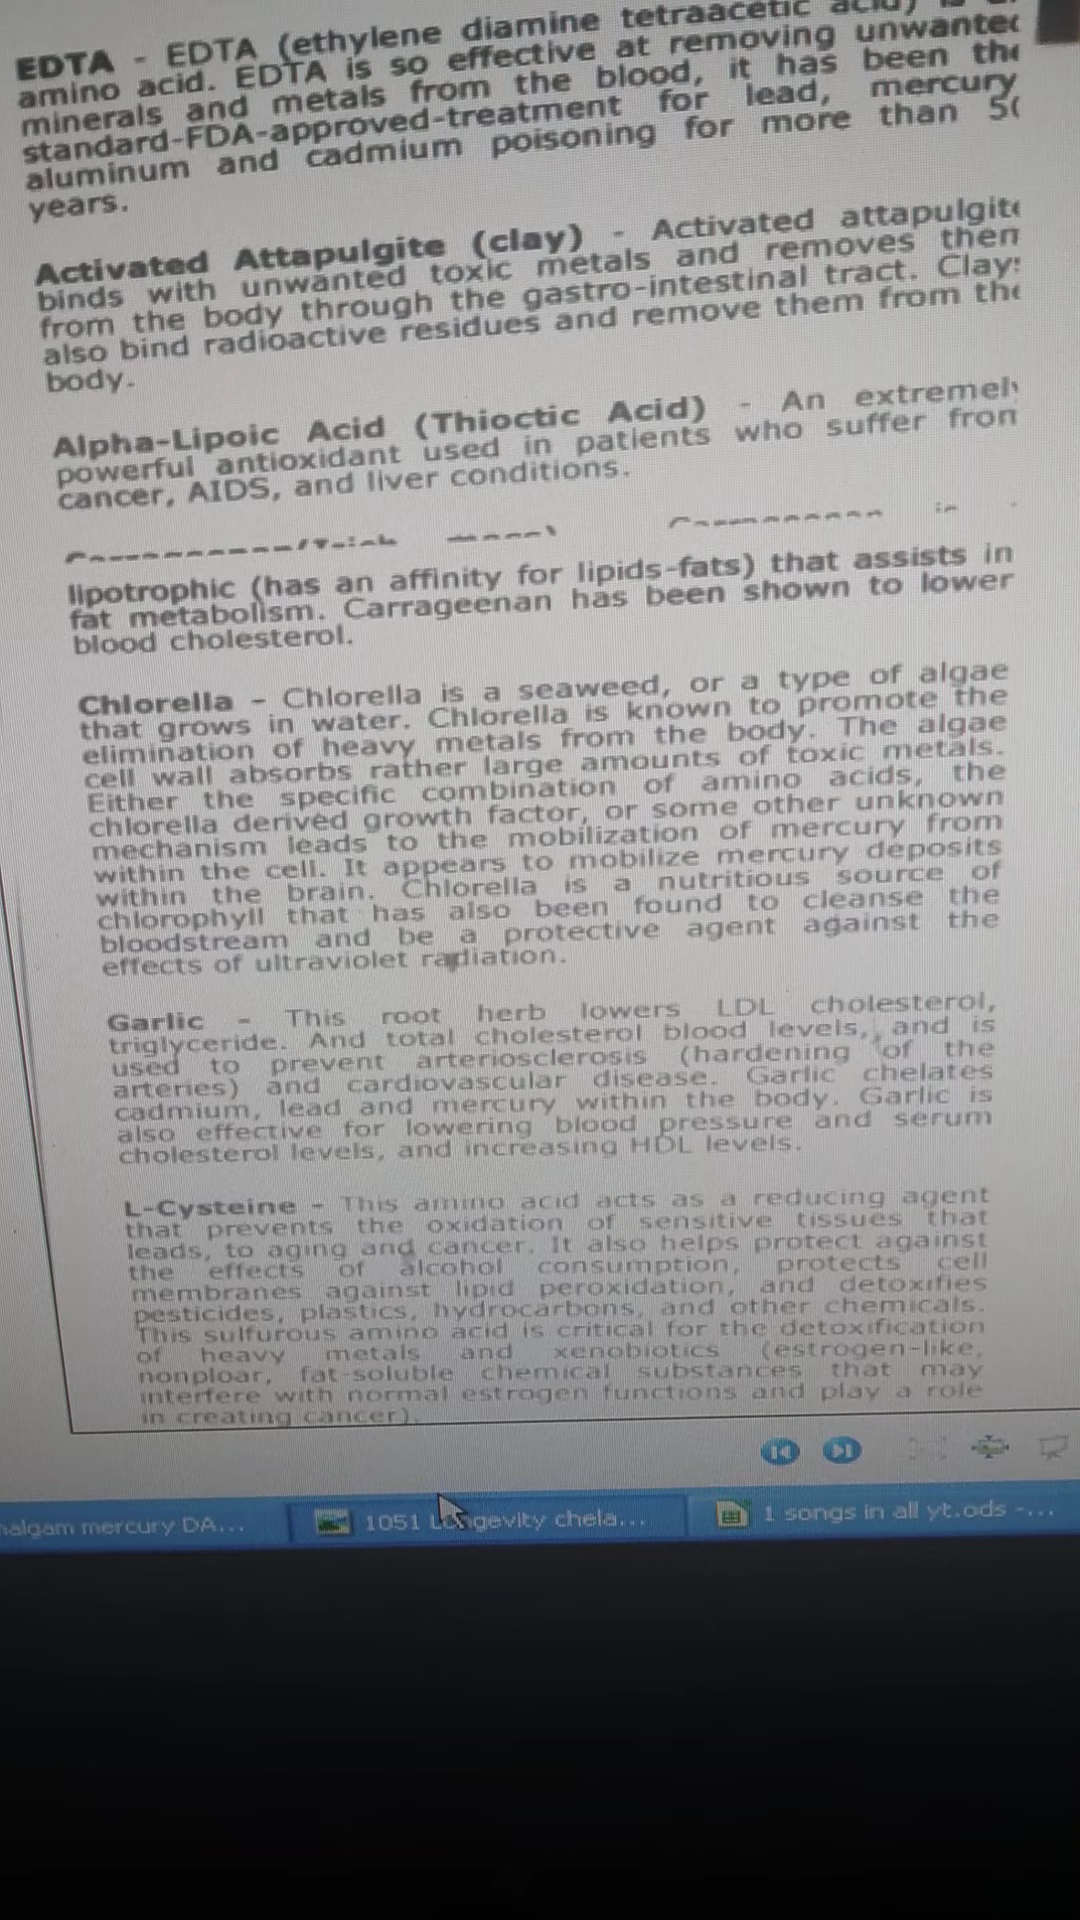 EDTA - EDTA (ethylene diamine tetraacetic acid) is
amino acid. EDTA is so effective at removing unwanted
minerals and metals from the blood, it has been the
standard-FDA-approved-treatment for lead, mercury
aluminum and cadmium poisoning for more than 50
years.
Activated Attapulgite (clay) - Activated attapulgite
binds with unwanted toxic metals and removes them
from the body through the gastro-intestinal tract. Clays
also bind radioactive residues and remove them from the
body.
Alpha-Lipoic Acid (Thioctic Acid) - An extremely
powerful antioxidant used in patients who suffer from
cancer, AIDS, and liver conditions.
lipotrophic (has an affinity for lipids-fats) that assists in
fat metabolism. Carrageenan has been shown to lower
blood cholesterol.
Chlorella - Chlorella is a seaweed, or a type of algae
that grows in water. Chlorella is known to promote the
elimination of heavy metals from the body. The algae
cell wall absorbs rather large amounts of toxic metals.
Either the specific combination of amino acids, the
chlorella derived growth factor, or some other unknown
mechanism leads to the mobilization of mercury from
within the cell. It appears to mobilize mercury deposits
within the brain. Chlorella is a nutritious source of
chlorophyll that has also been found to cleanse the
bloodstream and be a protective agent against the
effects of ultraviolet radiation.
Garlic - This root herb lowers LDL cholesterol,
triglyceride. And total cholesterol blood levels, and is
used to prevent arteriosclerosis (hardening of the
arteries) and cardiovascular disease. Garlic chelates
cadmium, lead and mercury within the body. Garlic is
also effective for lowering blood pressure and serum
cholesterol levels, and increasing HDL levels.
L-Cysteine - This amino acid acts as a reducing agent
that prevents the oxidation of sensitive tissues that
leads, to aging and cancer. It also helps protect against
the effects of alcohol consumption, protects cell
membranes against lipid peroxidation, and detoxifies
pesticides, plastics, hydrocarbons, and other chemicals.
This sulfurous amino acid is critical for the detoxification
of heavy metals and xenobiotics (estrogen-like,
nonploar, fat-soluble chemical substances that may
interfere with normal estrogen functions and play a role
in creating cancer).
nalgam mercury DA... 1051 Longevity chela... 1 songs in all yt.ods -...